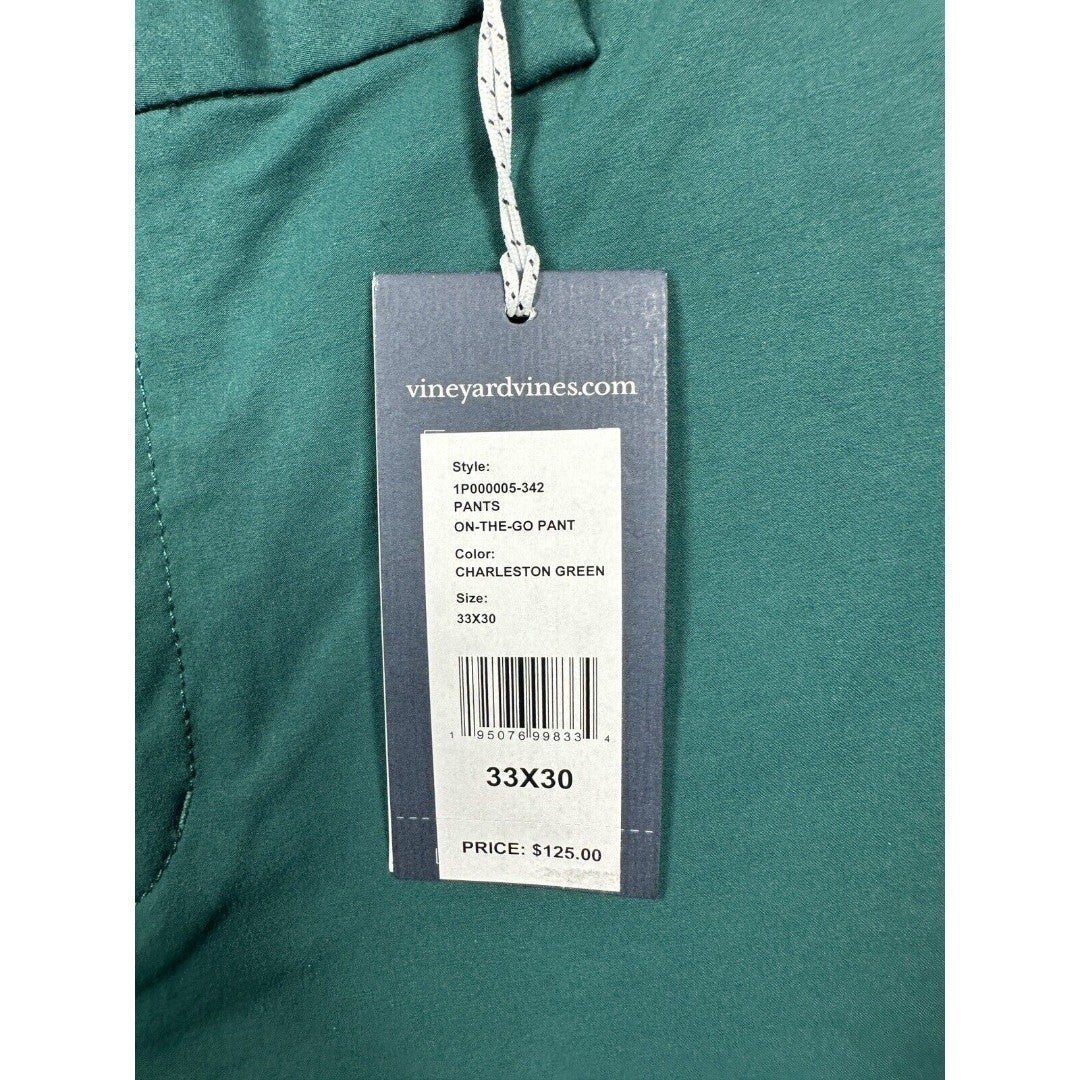 vineyardvines.com
Style:
1P000005-342
PANTS
ON-THE-GO PANT
Color:
CHARLESTON GREEN
Size:
33X30
1 95076 99833 4
33X30
PRICE: $125.00